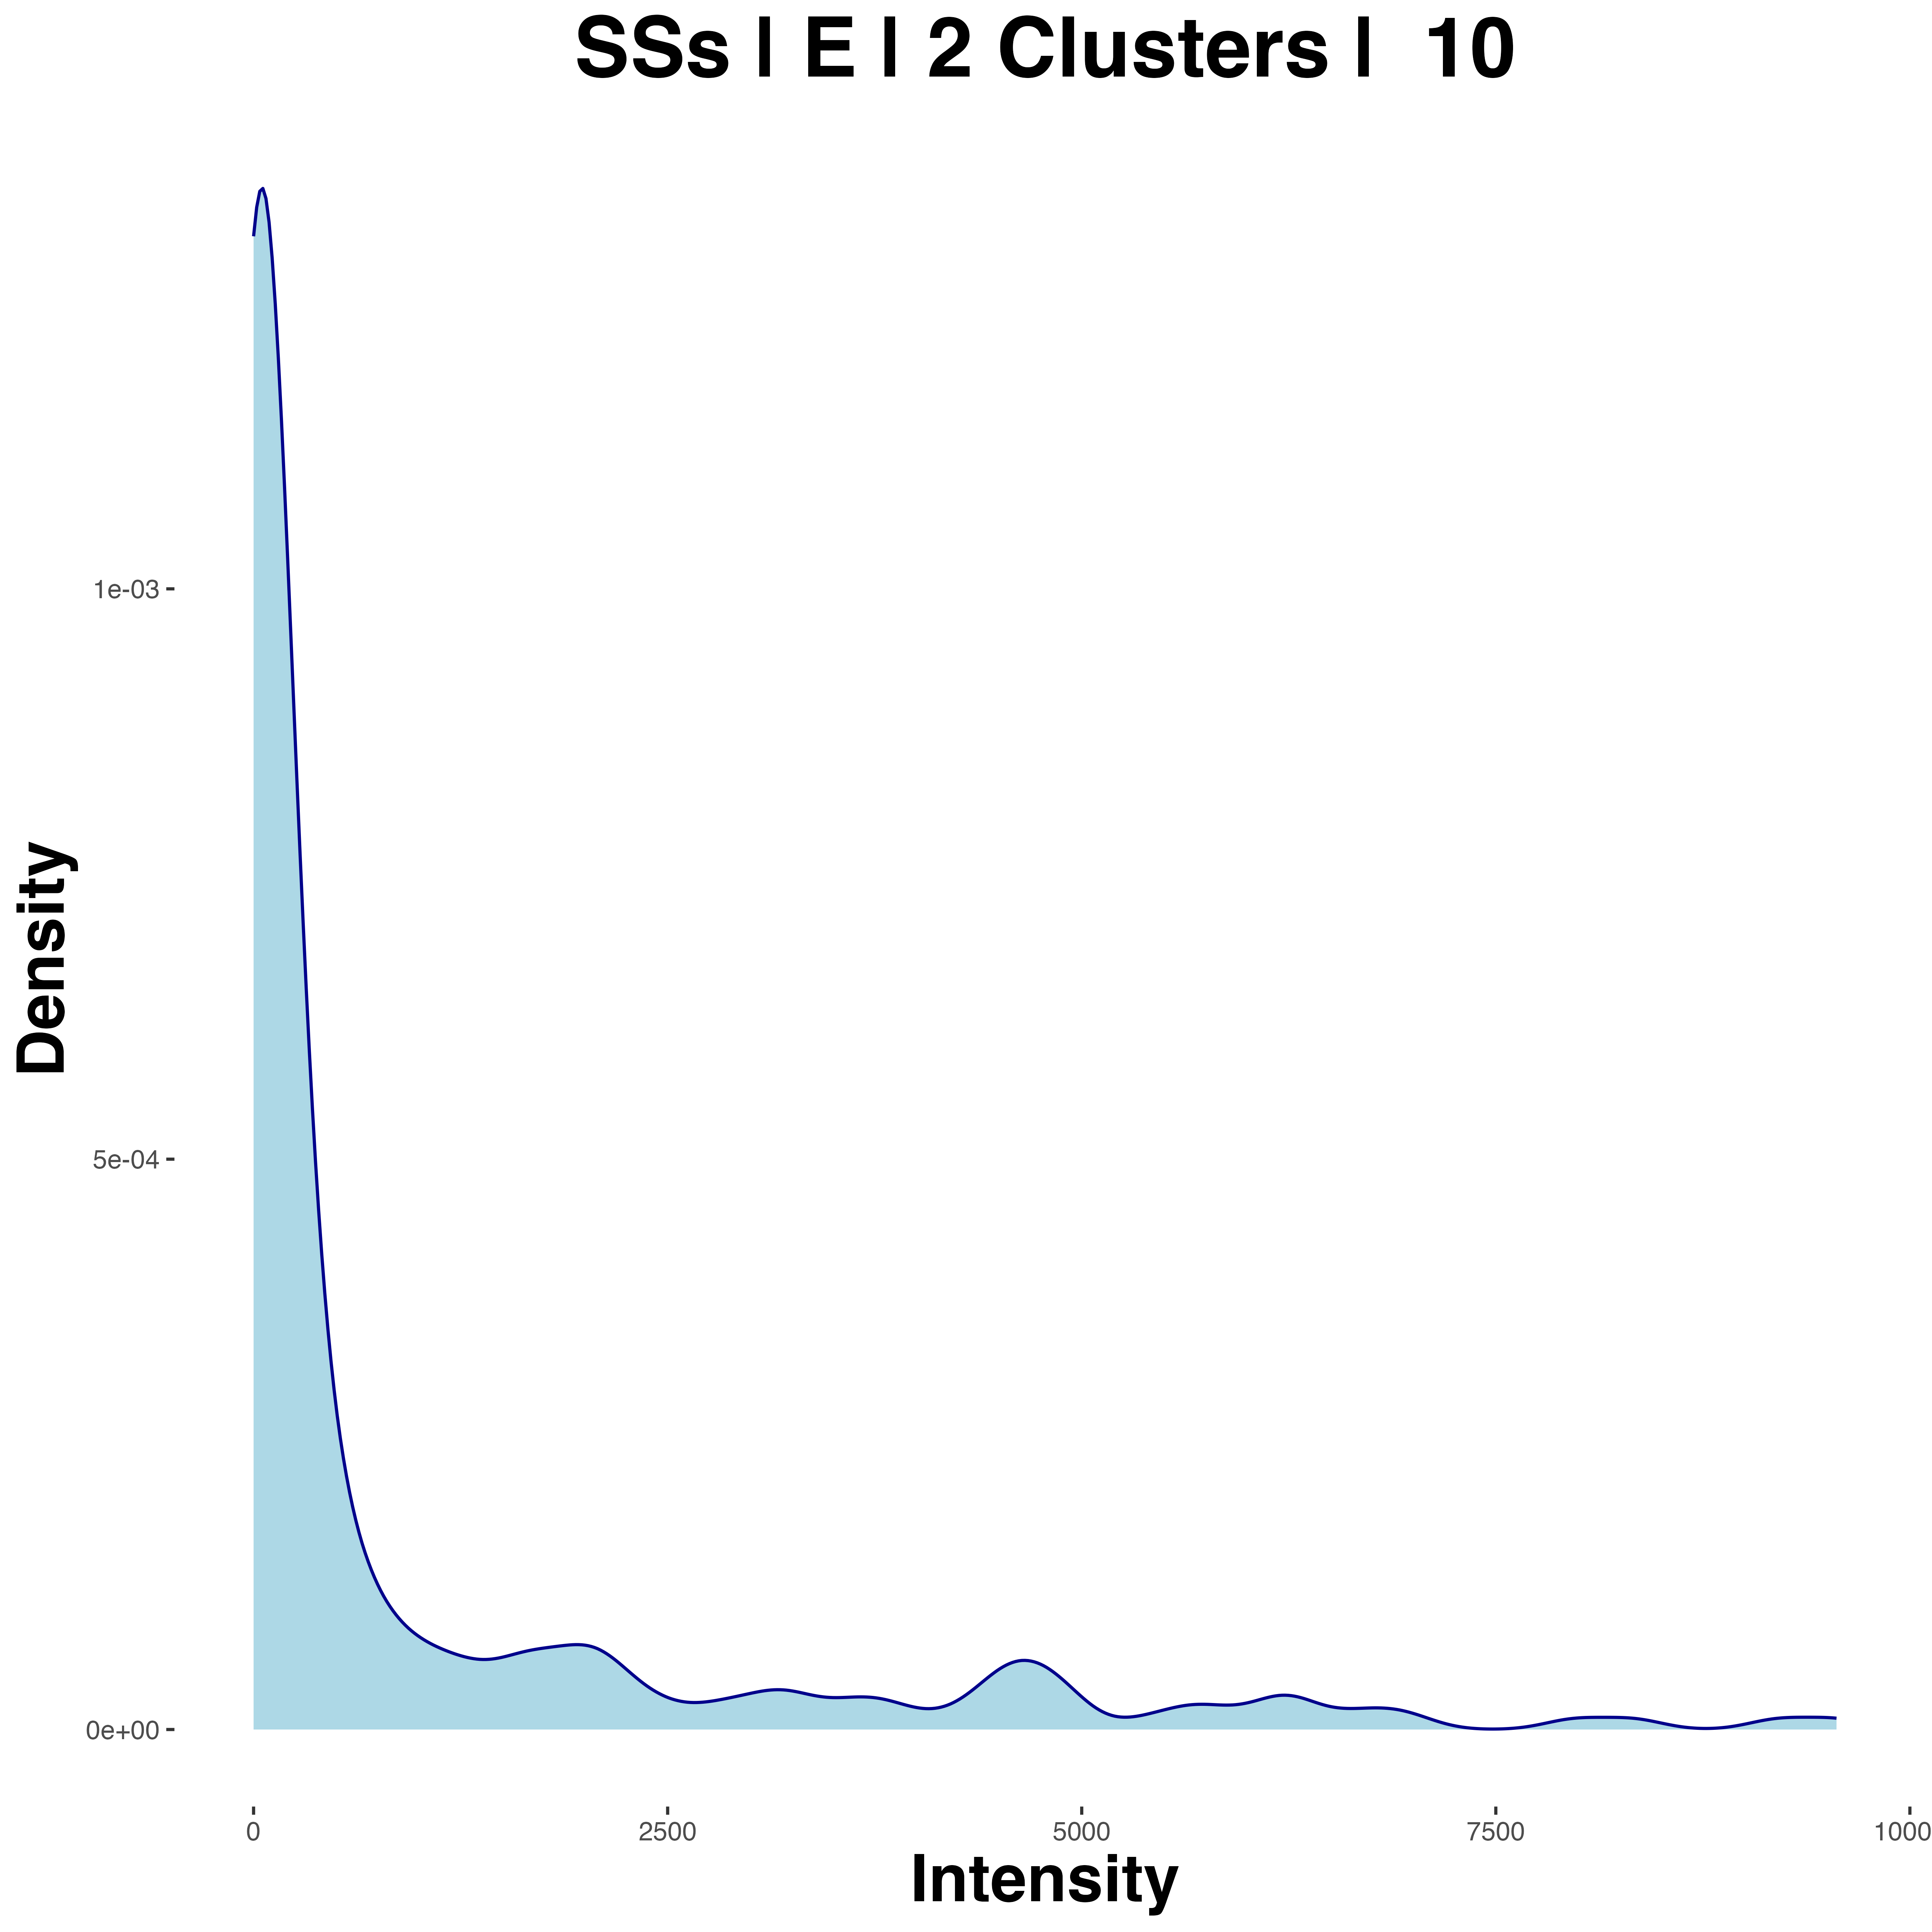 SSs | E | 2 Clusters | 10
Density
1e-03
5e-04
0e+00
0 2500 5000 7500 1000
Intensity